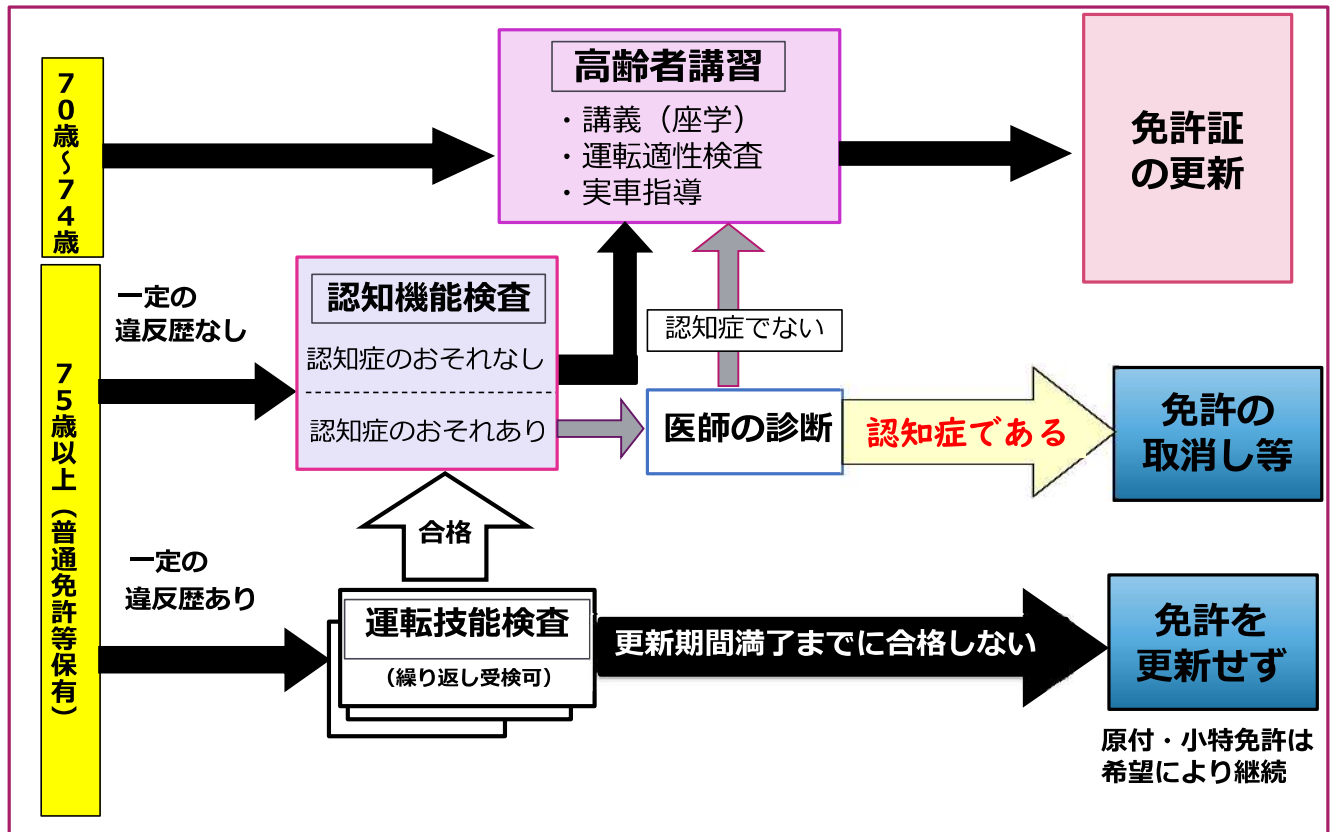 70歳~74歳
高齢者講習
・講義（座学）
・運転適性検査
・実車指導
免許証
の更新
75歳以上（普通免許等保有）
一定の
違反歴なし
認知機能検査
認知症のおそれなし
認知症のおそれあり
認知症でない
医師の診断
認知症である
免許の
取消し等
合格
一定の
違反歴あり
運転技能検査
（繰り返し受検可）
更新期間満了までに合格しない
免許を
更新せず
原付・小特免許は
希望により継続